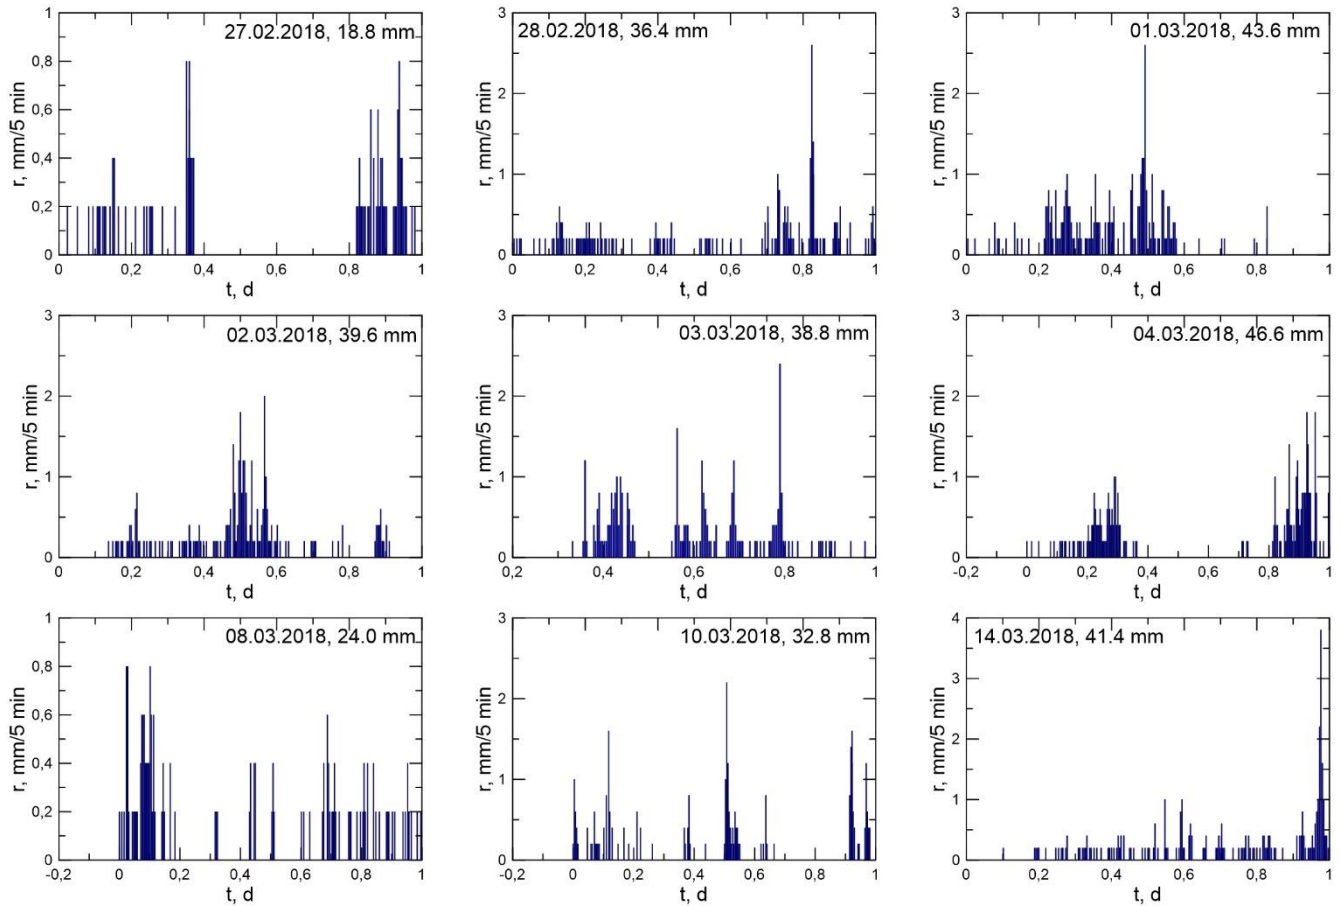 27.02.2018, 18.8 mm
r, mm/5 min
1
0,8
0,6
0,4
0,2
0
0 0,2 0,4 0,6 0,8 1
t, d
28.02.2018, 36.4 mm
r, mm/5 min
3
2
1
0
0 0,2 0,4 0,6 0,8 1
t, d
01.03.2018, 43.6 mm
r, mm/5 min
3
2
1
0
0 0,2 0,4 0,6 0,8 1
t, d
02.03.2018, 39.6 mm
r, mm/5 min
3
2
1
0
0 0,2 0,4 0,6 0,8 1
t, d
03.03.2018, 38.8 mm
r, mm/5 min
3
2
1
0
0,2 0,4 0,6 0,8 1
t, d
04.03.2018, 46.6 mm
r, mm/5 min
3
2
1
0
-0,2 0 0,2 0,4 0,6 0,8 1
t, d
08.03.2018, 24.0 mm
r, mm/5 min
1
0,8
0,6
0,4
0,2
0
-0,2 0 0,2 0,4 0,6 0,8 1
t, d
10.03.2018, 32.8 mm
r, mm/5 min
3
2
1
0
-0,2 0 0,2 0,4 0,6 0,8 1
t, d
14.03.2018, 41.4 mm
r, mm/5 min
4
3
2
1
0
0 0,2 0,4 0,6 0,8 1
t, d